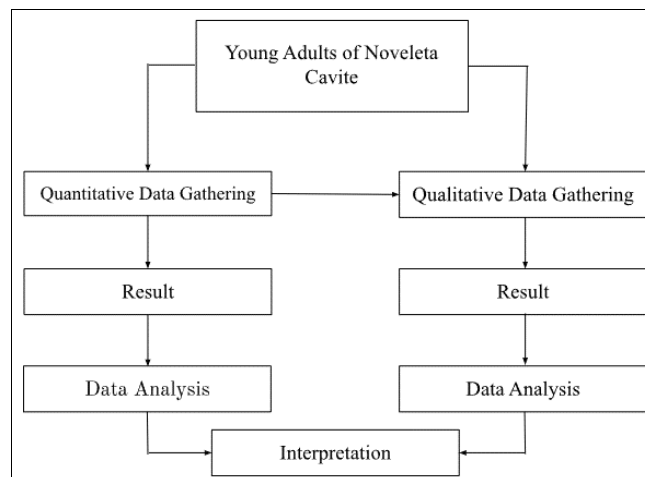 Young Adults of Noveleta
Cavite
Quantitative Data Gathering
Qualitative Data Gathering
Result
Result
Data Analysis
Data Analysis
Interpretation